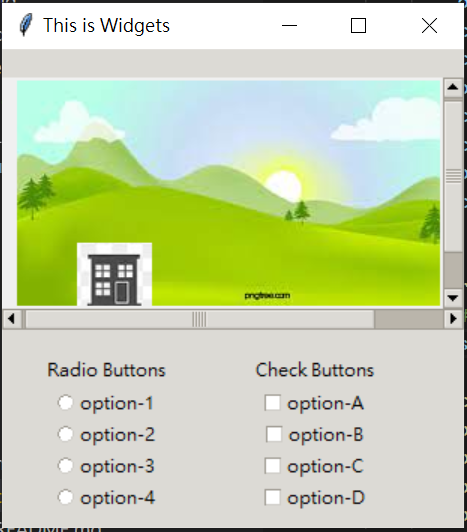 This is Widgets
pngtree.com
Radio Buttons Check Buttons
option-1 option-A
option-2 option-B
option-3 option-C
option-4 option-D